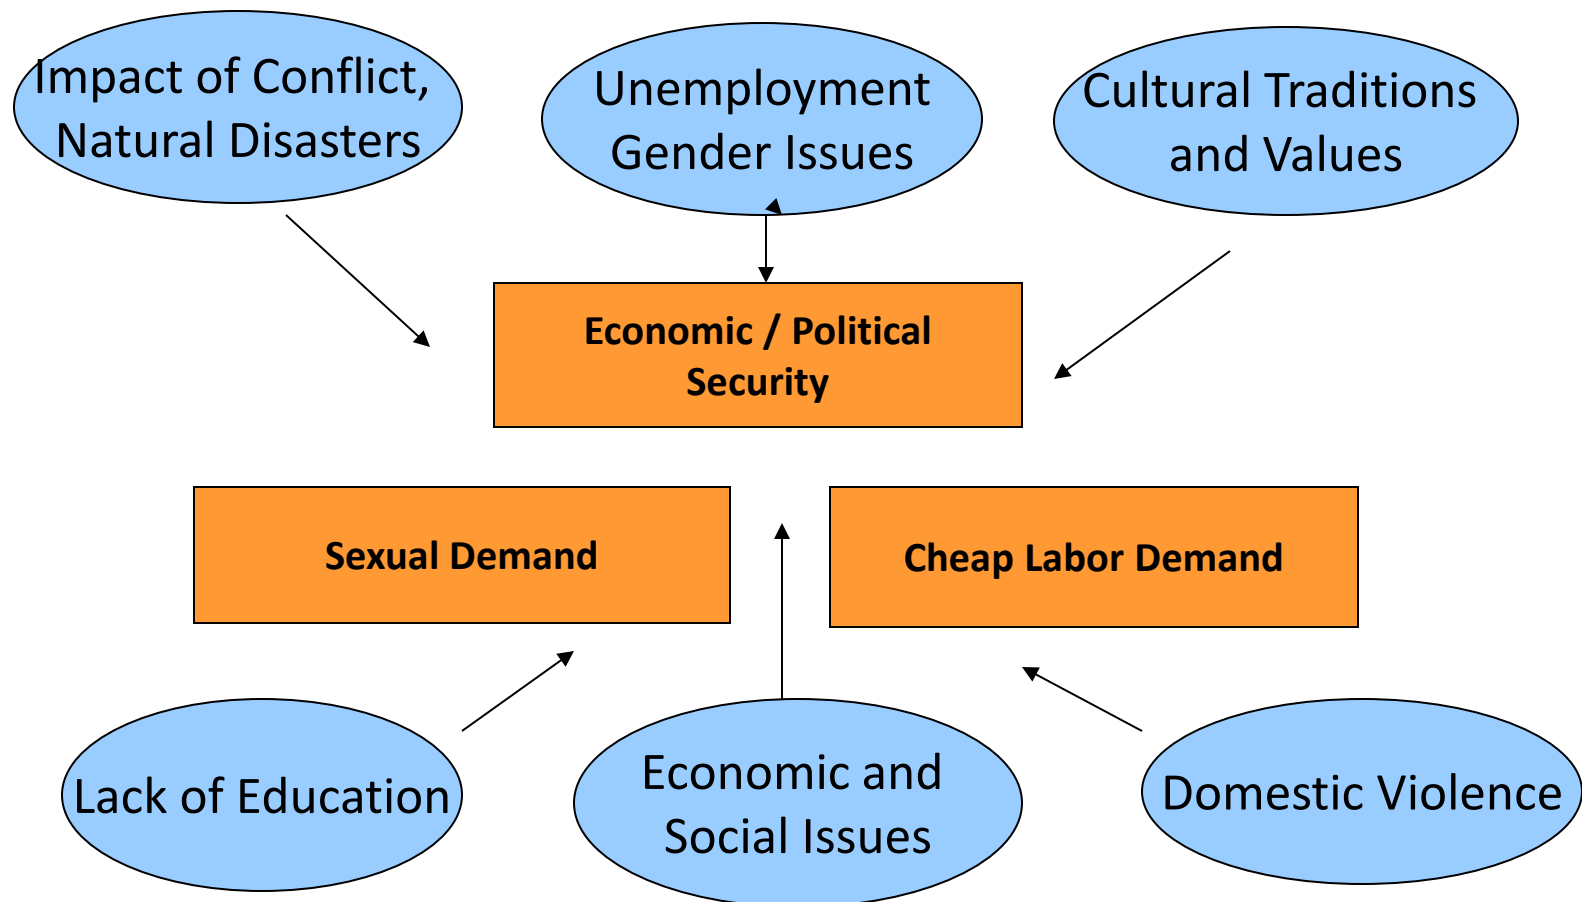 Impact of Conflict,
Natural Disasters
Unemployment
Gender Issues
Cultural Traditions
and Values
Economic / Political
Security
Sexual Demand
Cheap Labor Demand
Lack of Education
Economic and
Social Issues
Domestic Violence